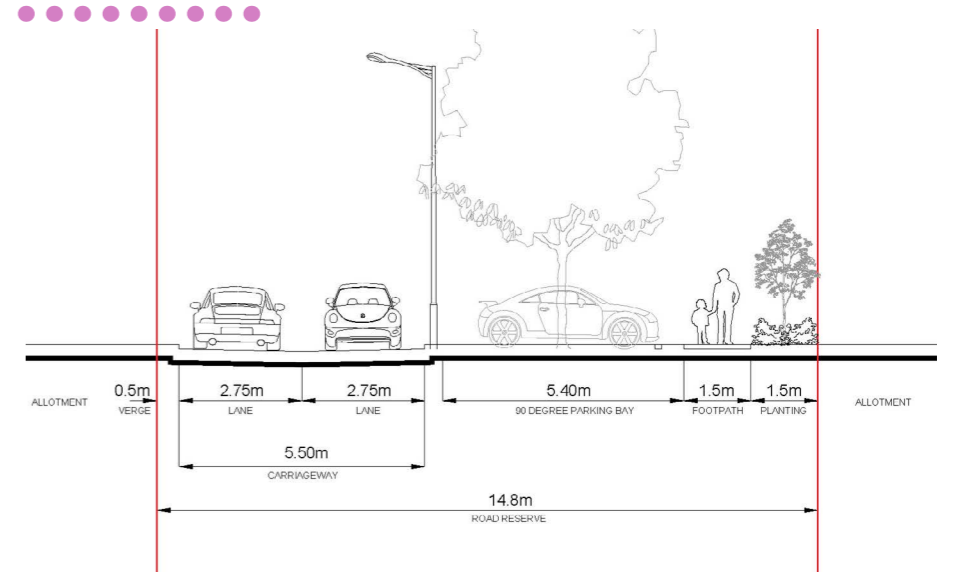 0.5m
2.75m
2.75m
5.40m
1.5m
1.5m
ALLOTMENT
VERGE
LANE
LANE
90 DEGREE PARKING BAY
FOOTPATH
PLANTING
ALLOTMENT
5.50m
CARRIAGEWAY
14.8m
ROAD RESERVE